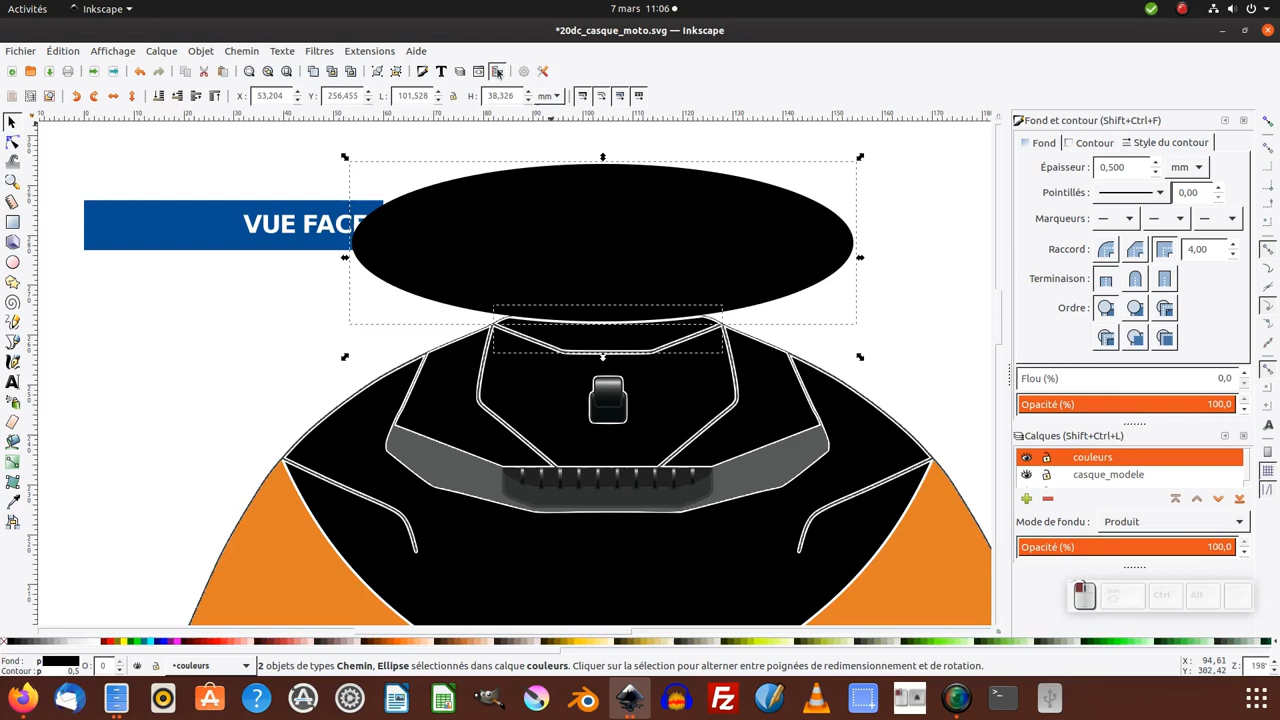 Activités
Inkscape
7 mars 11:06
*20dc_casque_moto.svg — Inkscape
Fichier Édition Affichage Calque Objet Chemin Texte Filtres Extensions Aide
X: 53,204 Y: 256,455 L: 101,528 H: 38,326 mm
Fond et contour (Shift+Ctrl+F)
Fond Contour Style du contour
Épaisseur: 0,500 mm
Pointillés: 0,00
Marqueurs:
Raccord: 4,00
Terminaison:
Ordre:
VUE FACE
Flou (%) 0,0
Opacité (%) 100,0
Calques (Shift+Ctrl+L)
couleurs
casque_modele
Mode de fondu : Produit
Opacité (%) 100,0
Ctrl Alt
Fond: p O: 0 •couleurs 2 objets de types Chemin, Ellipse sélectionnés dans calque couleurs. Cliquer sur la sélection pour alterner entre poignées de redimensionnement et de rotation. X: 94,61 Z: 198
Contour: p 0,5 Y: 302,42